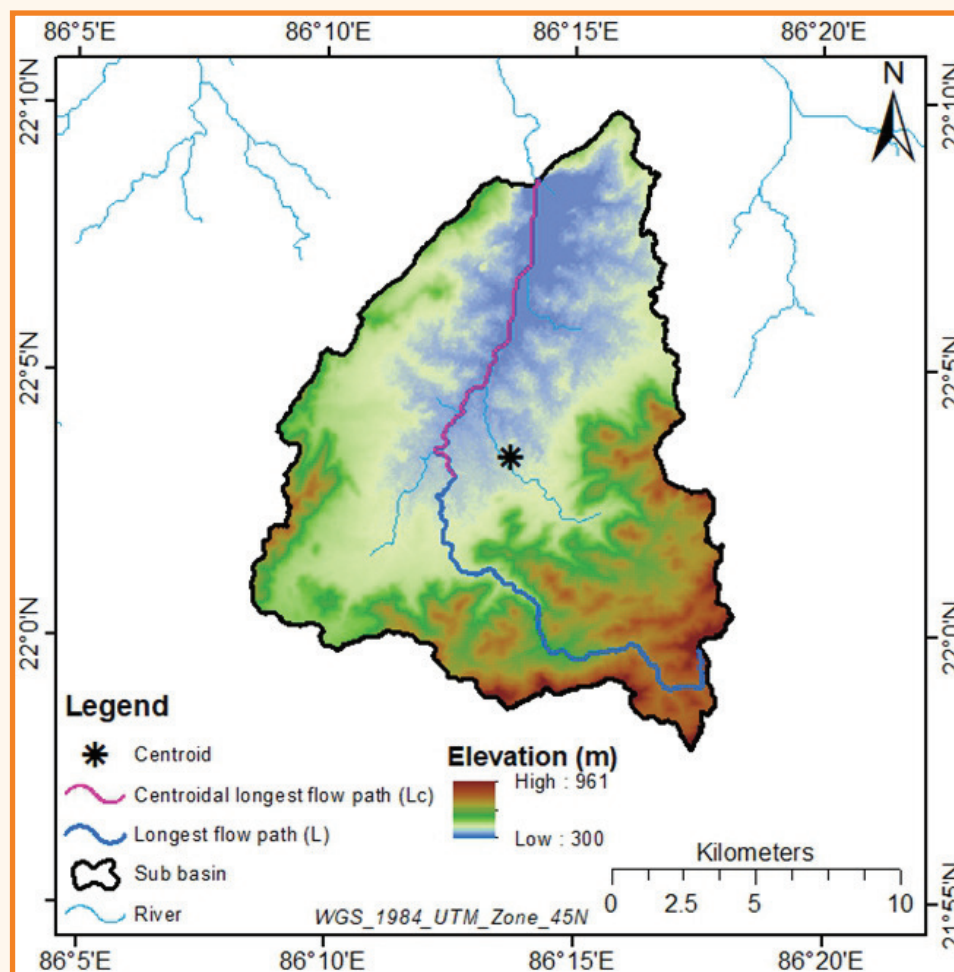 86°5'E 86°10'E 86°15'E 86°20'E
22°10'N
22°10'N
N
22°5'N
22°5'N
22°0'N
22°0'N
21°55'N
Legend
Centroid
Centroidal longest flow path (Lc)
Longest flow path (L)
Sub basin
River
Elevation (m)
High : 961
Low : 300
Kilometers
0 2.5 5 10
WGS_1984_UTM_Zone_45N
86°5'E 86°10'E 86°15'E 86°20'E